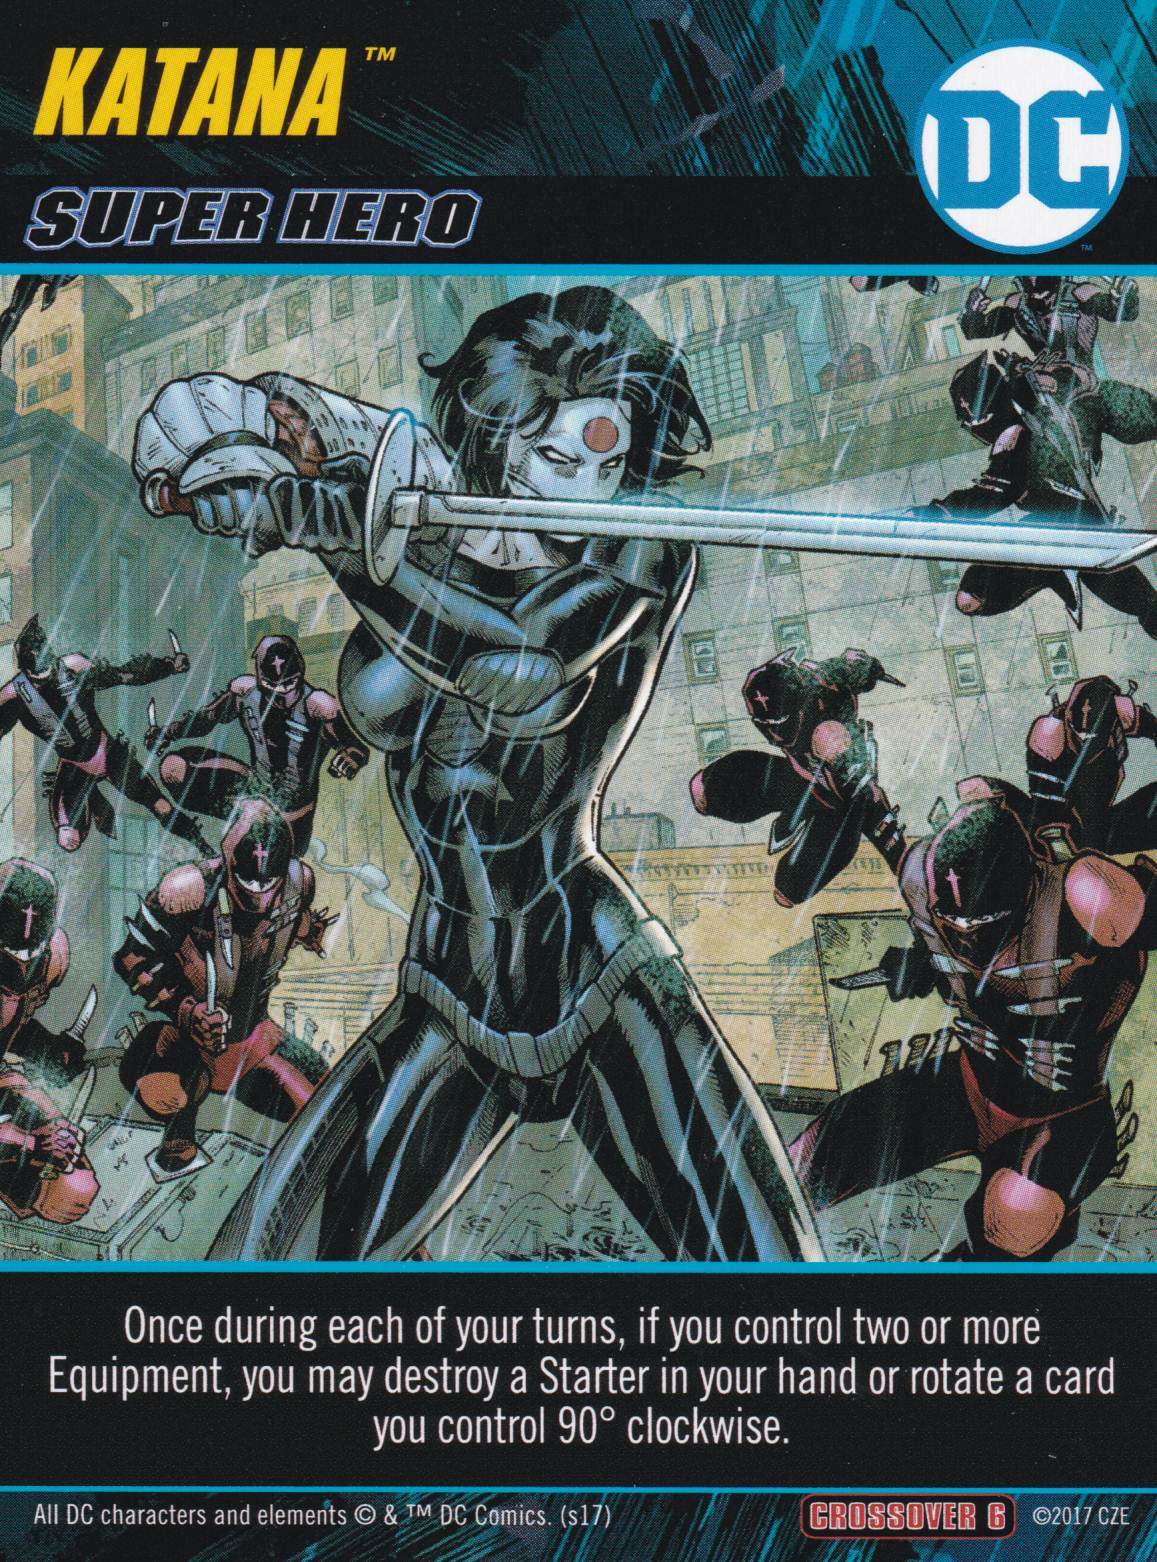 KATANA™
DC™
SUPER HERO
Once during each of your turns, if you control two or more
Equipment, you may destroy a Starter in your hand or rotate a card
you control 90° clockwise.
All DC characters and elements © & ™ DC Comics. (s17)
CROSSOVER 6
©2017 CZE